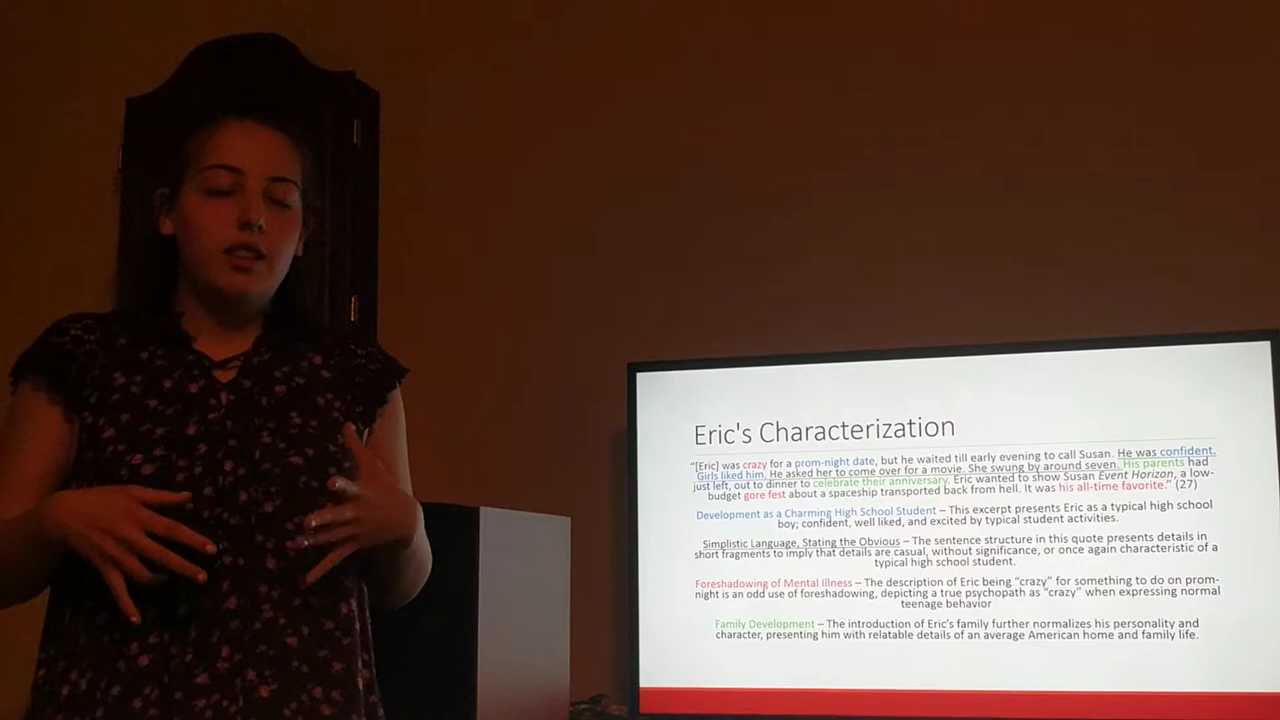 Eric's Characterization
"[Eric] was crazy for a prom-night date, but he waited till early evening to call Susan. He was confident.
Girls liked him. He asked her to come over for a movie. She swung by around seven. His parents had
just left, out to dinner to celebrate their anniversary. Eric wanted to show Susan Event Horizon, a low-
budget gore fest about a spaceship transported back from hell. It was his all-time favorite." (27)
Development as a Charming High School Student – This excerpt presents Eric as a typical high school
boy; confident, well liked, and excited by typical student activities.
Simplistic Language, Stating the Obvious – The sentence structure in this quote presents details in
short fragments to imply that details are casual, without significance, or once again characteristic of a
typical high school student.
Foreshadowing of Mental Illness – The description of Eric being "crazy" for something to do on prom-
night is an odd use of foreshadowing, depicting a true psychopath as "crazy" when expressing normal
teenage behavior
Family Development – The introduction of Eric's family further normalizes his personality and
character, presenting him with relatable details of an average American home and family life.